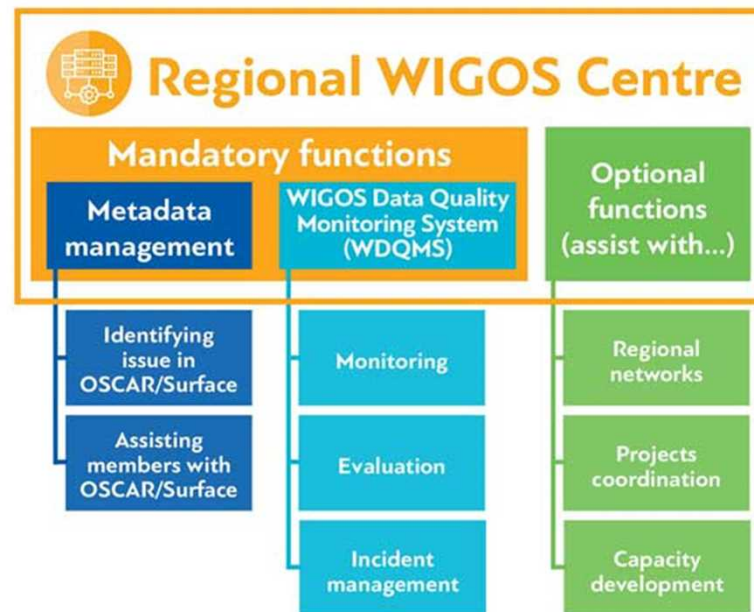 Regional WIGOS Centre
Mandatory functions
Metadata
management
Identifying
issue in
OSCAR/Surface
Assisting
members with
OSCAR/Surface
WIGOS Data Quality
Monitoring System
(WDQMS)
Monitoring
Evaluation
Incident
management
Optional
functions
(assist with...)
Regional
networks
Projects
coordination
Capacity
development